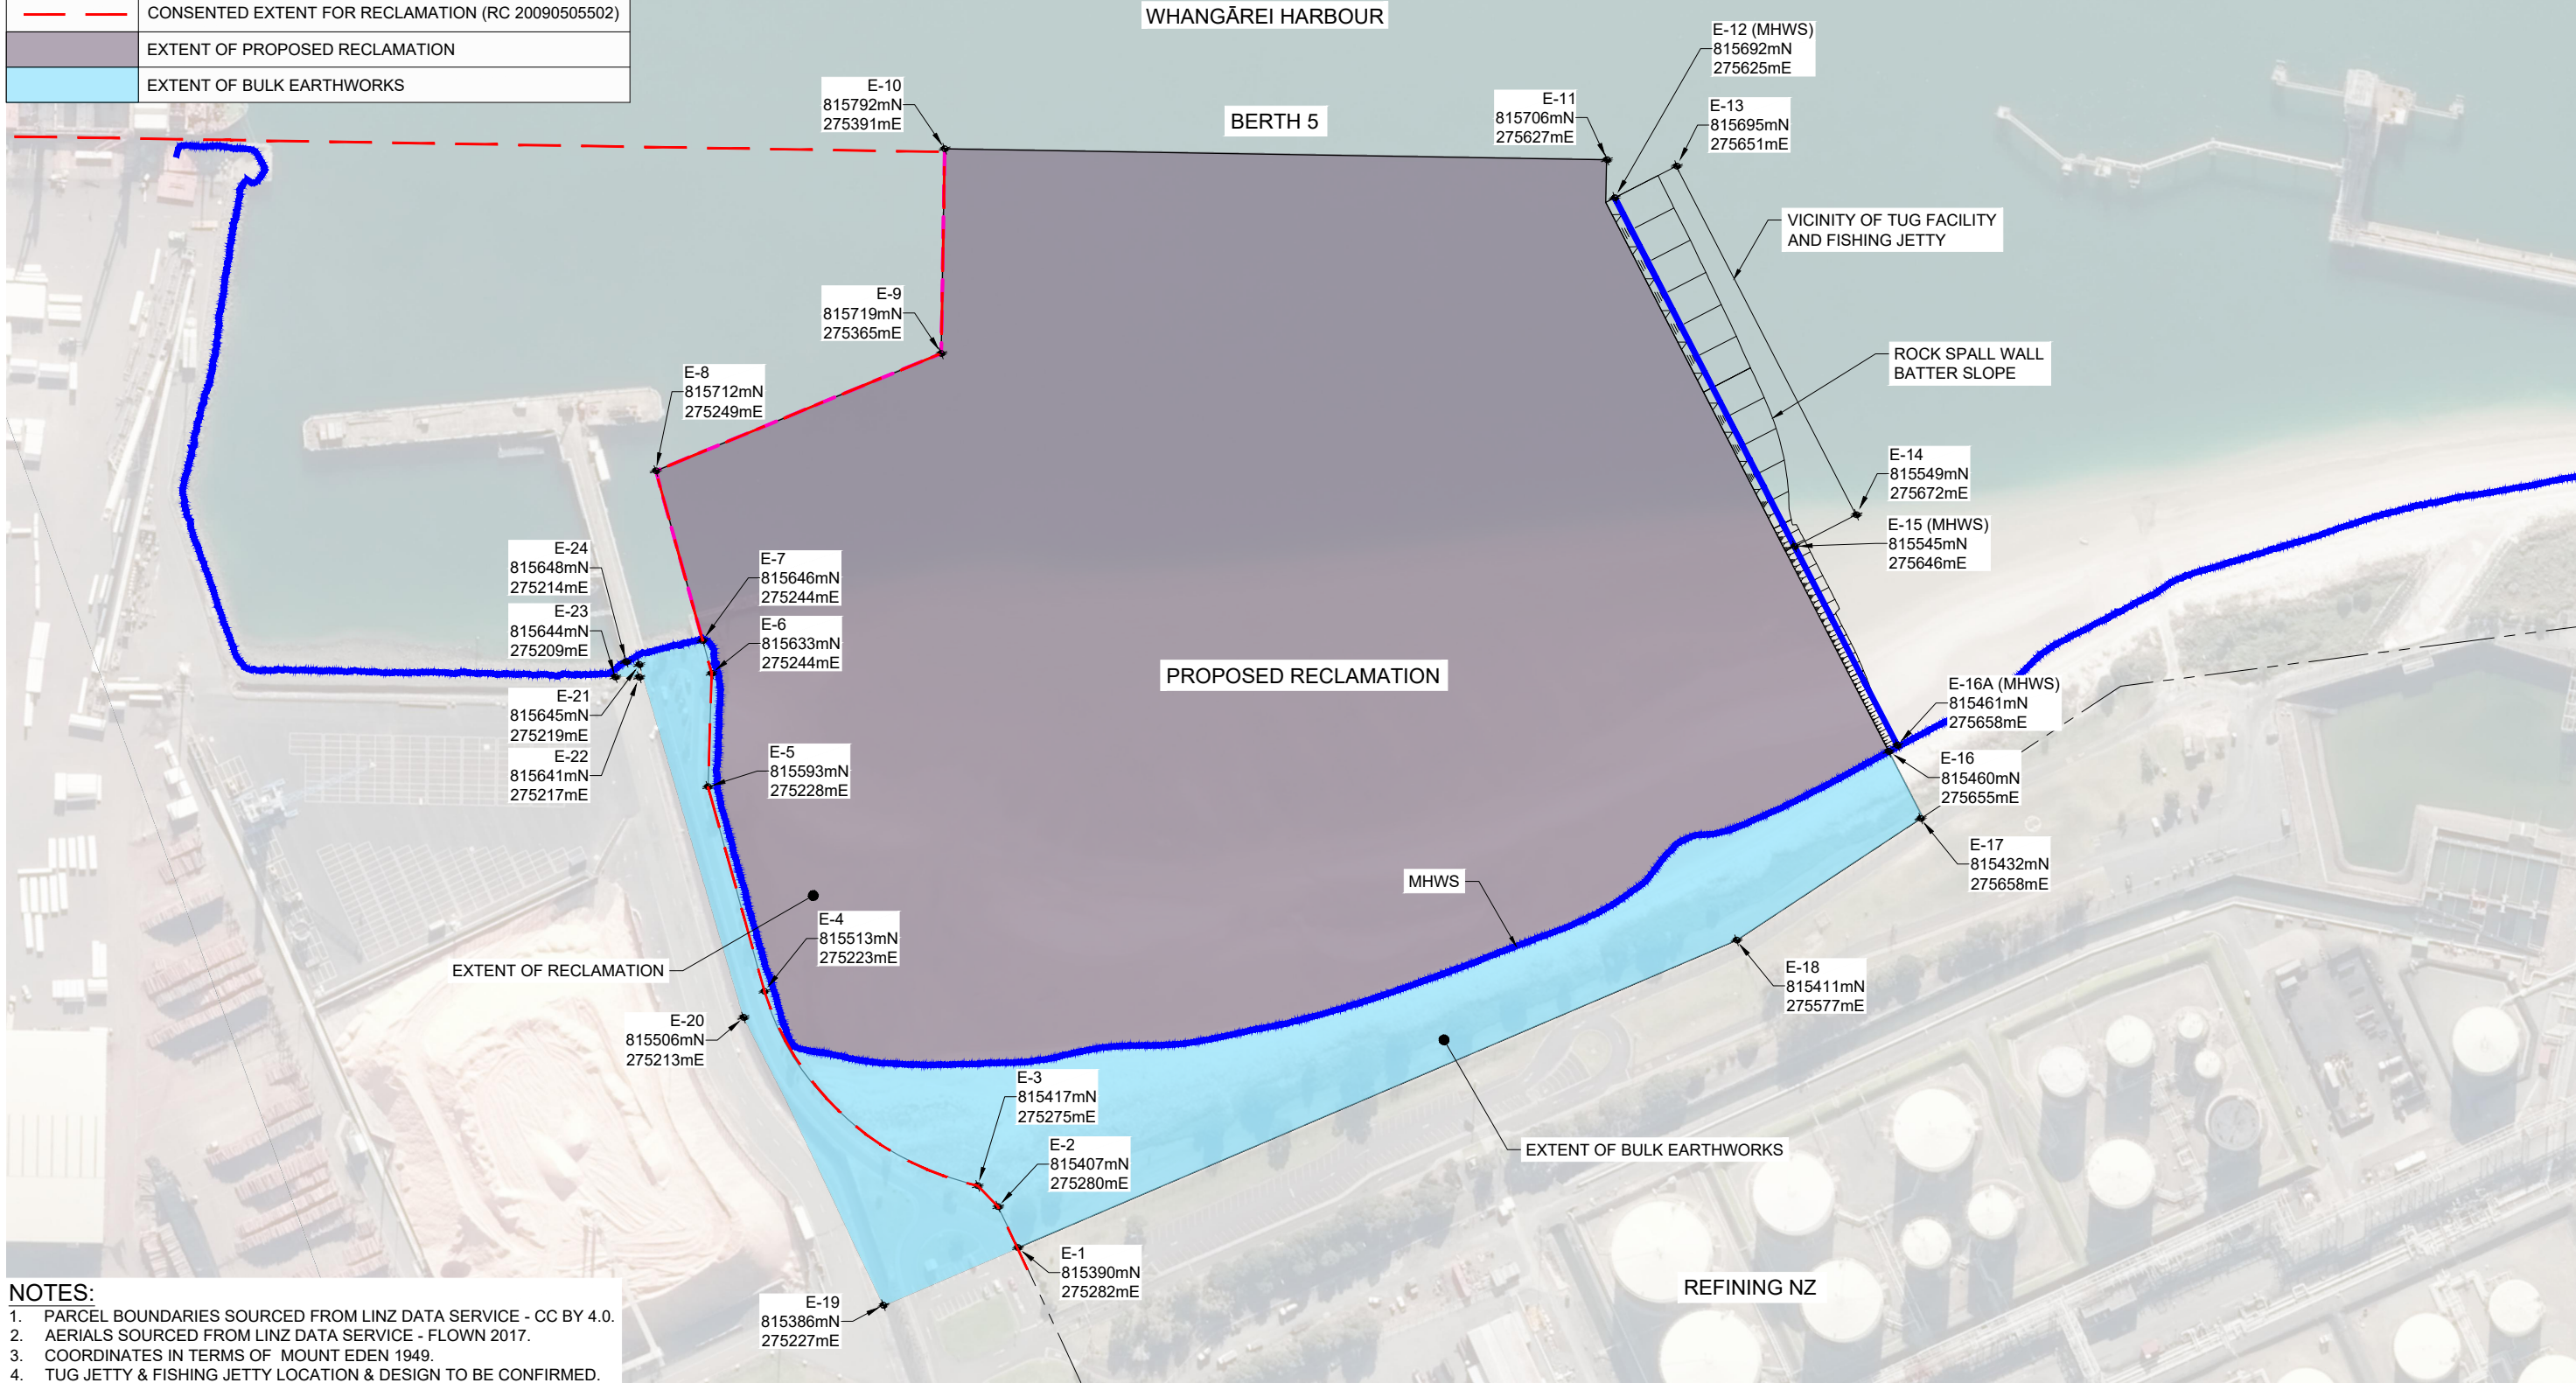 CONSENTED EXTENT FOR RECLAMATION (RC 20090505502)
EXTENT OF PROPOSED RECLAMATION
EXTENT OF BULK EARTHWORKS
WHANGĀREI HARBOUR
E-12 (MHWS)
815692mN
275625mE
E-10
815792mN
275391mE
BERTH 5
E-11
815706mN
275627mE
E-13
815695mN
275651mE
VICINITY OF TUG FACILITY
AND FISHING JETTY
E-9
815719mN
275365mE
ROCK SPALL WALL
BATTER SLOPE
E-8
815712mN
275249mE
E-14
815549mN
275672mE
E-15 (MHWS)
815545mN
275646mE
E-24
815648mN
275214mE
E-7
815646mN
275244mE
E-23
815644mN
275209mE
E-6
815633mN
275244mE
PROPOSED RECLAMATION
E-16A (MHWS)
815461mN
275658mE
E-21
815645mN
275219mE
E-22
815641mN
275217mE
E-5
815593mN
275228mE
E-16
815460mN
275655mE
E-17
815432mN
275658mE
MHWS
E-4
815513mN
275223mE
EXTENT OF RECLAMATION
E-18
815411mN
275577mE
E-20
815506mN
275213mE
E-3
815417mN
275275mE
E-2
815407mN
275280mE
EXTENT OF BULK EARTHWORKS
E-1
815390mN
275282mE
REFINING NZ
E-19
815386mN
275227mE
NOTES:
1. PARCEL BOUNDARIES SOURCED FROM LINZ DATA SERVICE - CC BY 4.0.
2. AERIALS SOURCED FROM LINZ DATA SERVICE - FLOWN 2017.
3. COORDINATES IN TERMS OF MOUNT EDEN 1949.
4. TUG JETTY & FISHING JETTY LOCATION & DESIGN TO BE CONFIRMED.